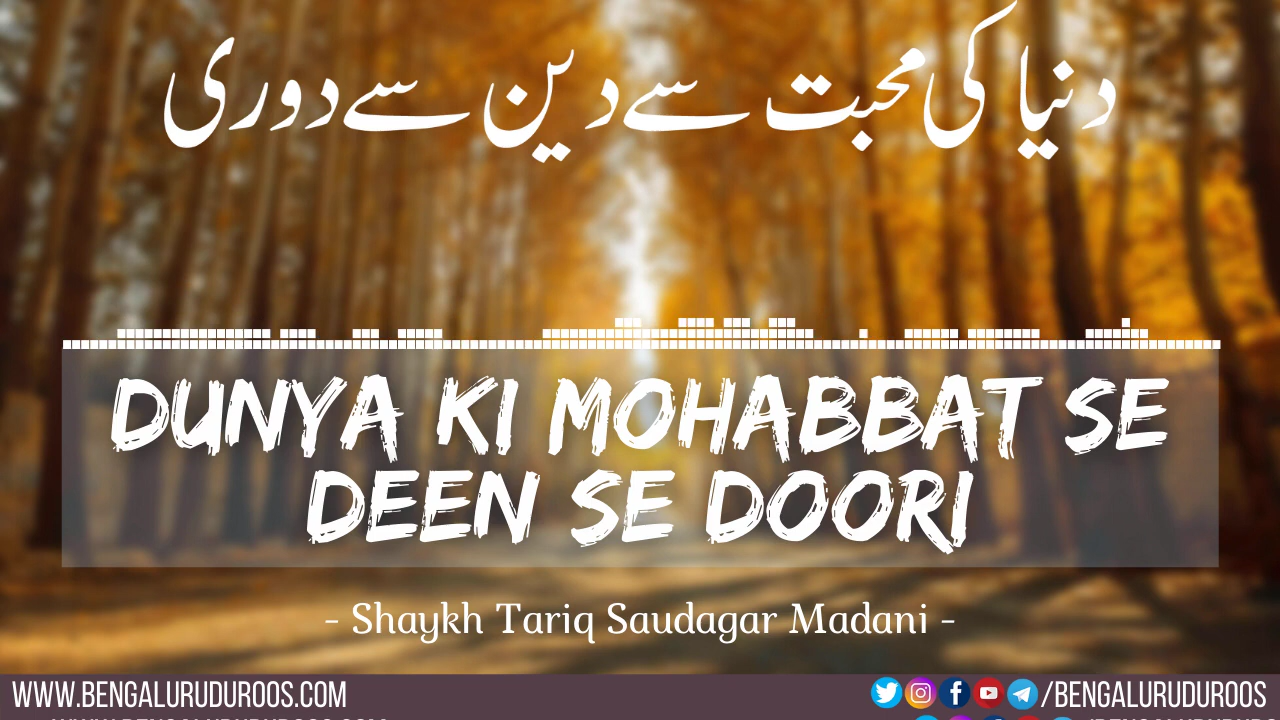 دنیا کی محبت سے دین سے دوری
DUNYA KI MOHABBAT SE
DEEN SE DOORI
- Shaykh Tariq Saudagar Madani -
WWW.BENGALURUDUROOS.COM
/BENGALURUDUROOS